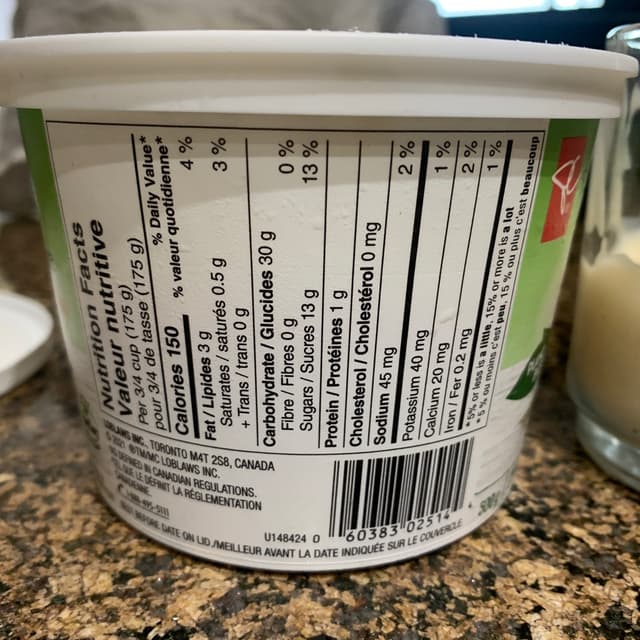 Nutrition Facts
Valeur nutritive
Per 3/4 cup (175 g)
pour 3/4 de tasse (175 g)
% Daily Value*
% valeur quotidienne*
Calories 150
Fat / Lipides 3 g 4 %
Saturates / saturés 0.5 g
+ Trans / trans 0 g 3 %
Carbohydrate / Glucides 30 g
Fibre / Fibres 0 g 0 %
Sugars / Sucres 13 g 13 %
Protein / Protéines 1 g
Cholesterol / Cholestérol 0 mg
Sodium 45 mg 2 %
Potassium 40 mg 1 %
Calcium 20 mg 2 %
Iron / Fer 0.2 mg 1 %
*5% or less is a little, 15% or more is a lot
*5 % ou moins c'est peu, 15 % ou plus c'est beaucoup
LOBLAWS INC. TORONTO M4T 2S8, CANADA
®/TM/MC LOBLAWS INC.
DEFINED IN CANADIAN REGULATIONS.
LE DÉFINIT LA RÉGLEMENTATION
CANADIENNE.
BEST BEFORE DATE ON LID./MEILLEUR AVANT LA DATE INDIQUÉE SUR LE COUVERCLE.
U148424 0
60383 02514